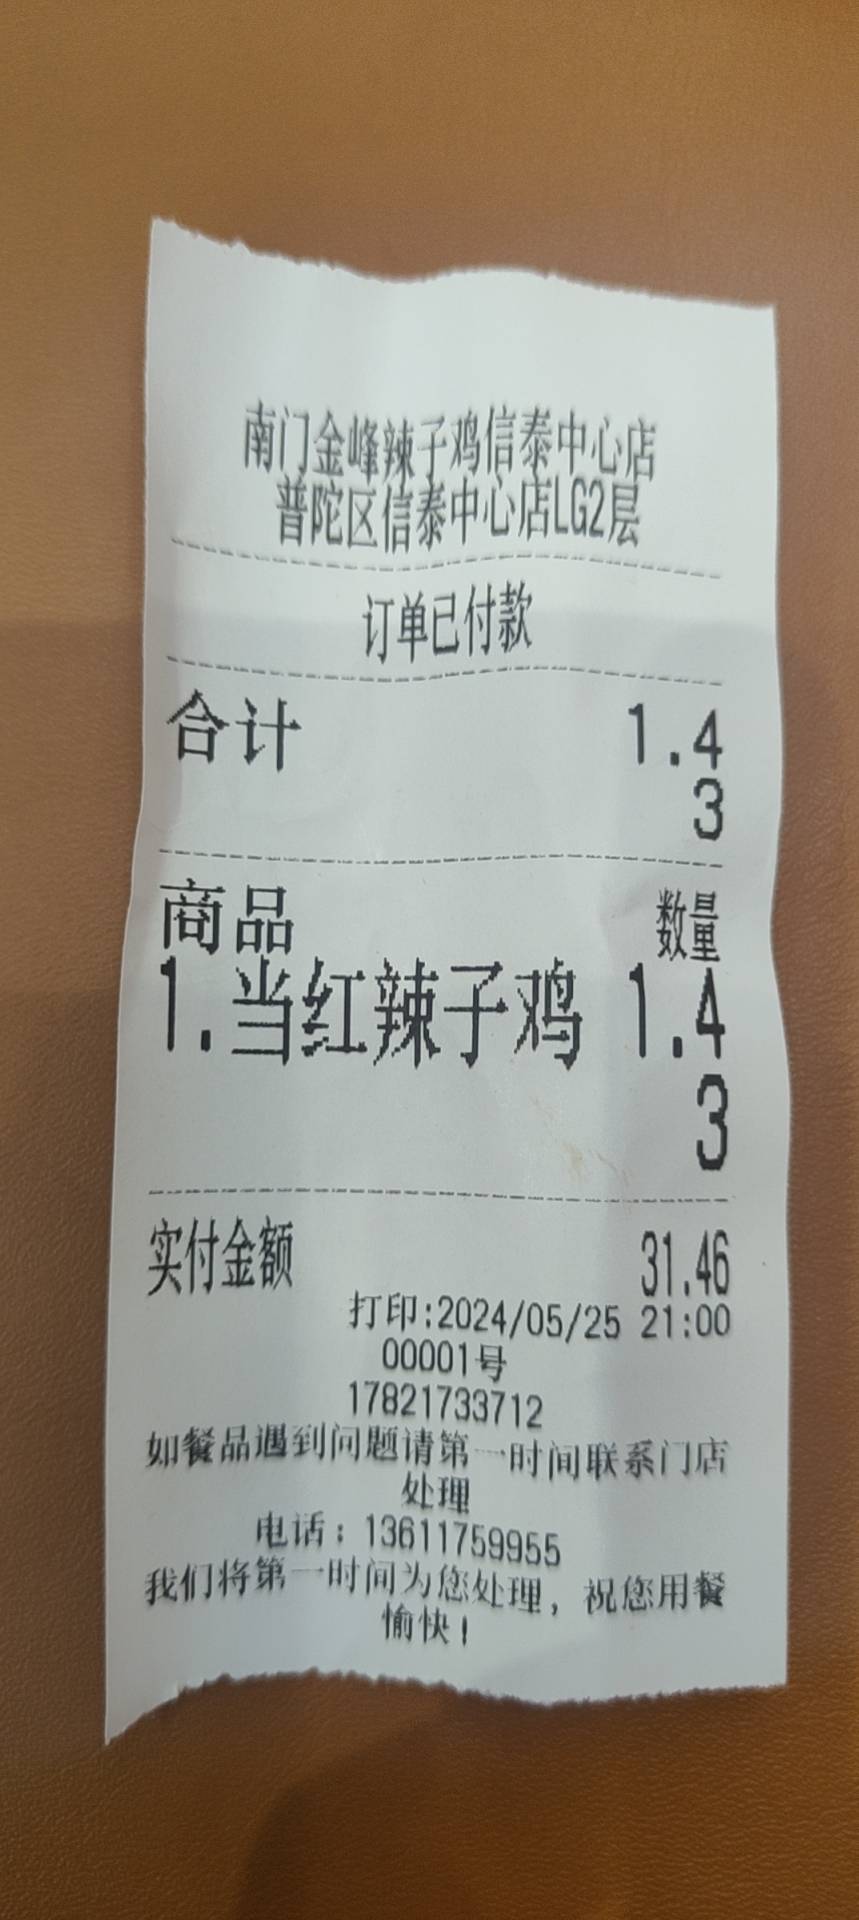 南门金峰辣子鸡信泰中心店
普陀区信泰中心店LG2层
订单已付款
合计 1.4
3
商品 数量
1.当红辣子鸡 1.4
3
实付金额 31.46
打印:2024/05/25 21:00
00001号
17821733712
如餐品遇到问题请第一时间联系门店
处理
电话：13611759955
我们将第一时间为您处理，祝您用餐
愉快！